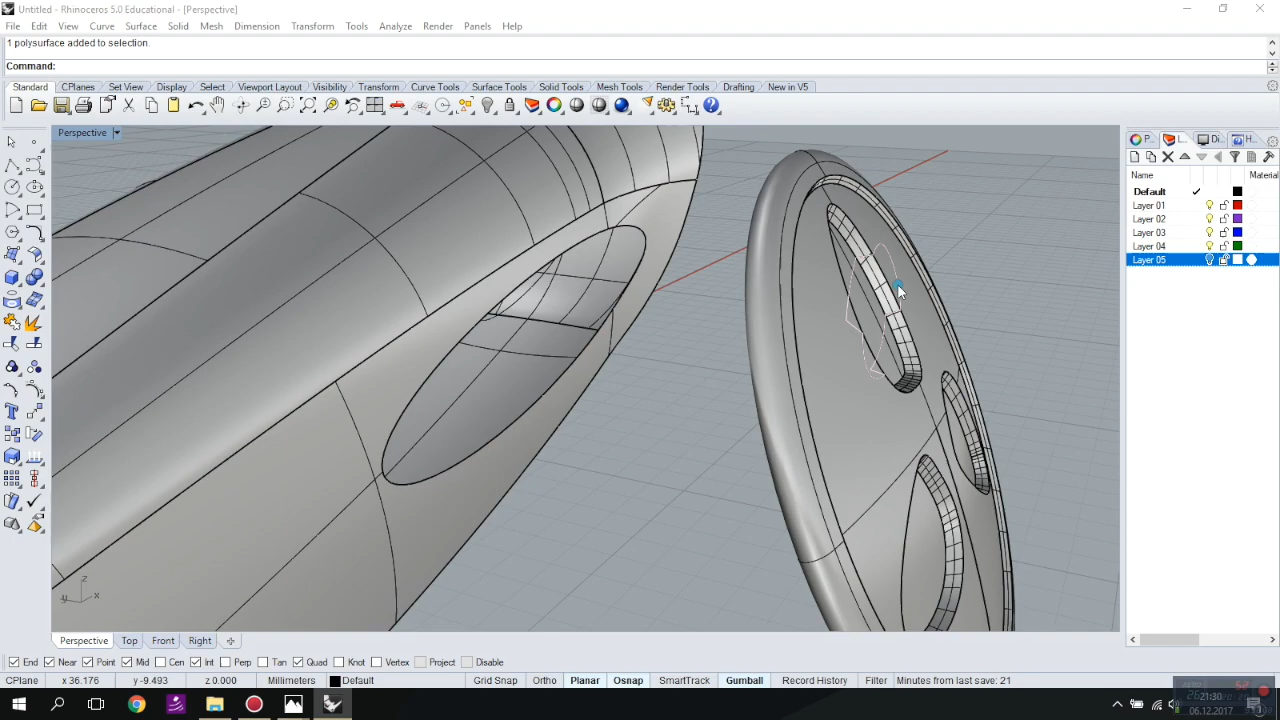 Untitled - Rhinoceros 5.0 Educational - [Perspective]
File Edit View Curve Surface Solid Mesh Dimension Transform Tools Analyze Render Panels Help
1 polysurface added to selection.
Command:
Standard CPlanes Set View Display Select Viewport Layout Visibility Transform Curve Tools Surface Tools Solid Tools Mesh Tools Render Tools Drafting New in V5
Perspective
P... L... Di... H...
Name Material
Default
Layer 01
Layer 02
Layer 03
Layer 04
Layer 05
z
y x
Perspective Top Front Right
End Near Point Mid Cen Int Perp Tan Quad Knot Vertex Project Disable
CPlane x 36.176 y -9.493 z 0.000 Millimeters Default Grid Snap Ortho Planar Osnap SmartTrack Gumball Record History Filter Minutes from last save: 21
21:30
06.12.2017